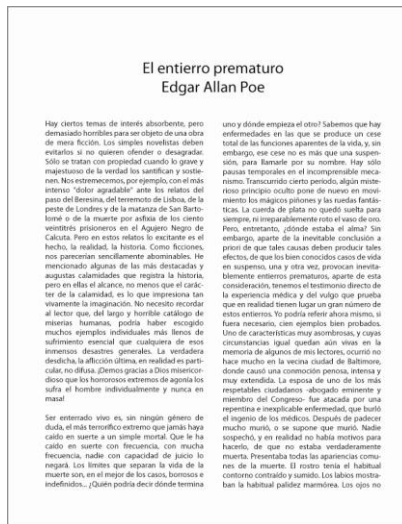 El entierro prematuro
Edgar Allan Poe
Hay ciertos temas de interés absorbente, pero
demasiado horribles para ser objeto de una obra
de mera ficción. Los simples novelistas deben
evitarlos si no quieren ofender o desagradar.
Sólo se tratan con propiedad cuando lo grave y
majestuoso de la verdad los santifican y sostie-
nen. Nos estremecemos, por ejemplo, con el más
intenso "dolor agradable" ante los relatos del
paso del Beresina, del terremoto de Lisboa, de la
peste de Londres y de la matanza de San Barto-
lomé o de la muerte por asfixia de los ciento
veintitrés prisioneros en el Agujero Negro de
Calcuta. Pero en estos relatos lo excitante es el
hecho, la realidad, la historia. Como ficciones,
nos parecerían sencillamente abominables. He
mencionado algunas de las más destacadas y
augustas calamidades que registra la historia,
pero en ellas el alcance, no menos que el carác-
ter de la calamidad, es lo que impresiona tan
vivamente la imaginación. No necesito recordar
al lector que, del largo y horrible catálogo de
miserias humanas, podría haber escogido
muchos ejemplos individuales más llenos de
sufrimiento esencial que cualquiera de esos
inmensos desastres generales. La verdadera
desdicha, la aflicción última, en realidad es parti-
cular, no difusa. ¡Demos gracias a Dios misericor-
dioso que los horrorosos extremos de agonía los
sufra el hombre individualmente y nunca en
masa!
Ser enterrado vivo es, sin ningún género de
duda, el más terrorífico extremo que jamás haya
caído en suerte a un simple mortal. Que le ha
caído en suerte con frecuencia, con mucha
frecuencia, nadie con capacidad de juicio lo
negará. Los límites que separan la vida de la
muerte son, en el mejor de los casos, borrosos e
indefinidos... ¿Quién podría decir dónde termina
uno y dónde empieza el otro? Sabemos que hay
enfermedades en las que se produce un cese
total de las funciones aparentes de la vida, y, sin
embargo, ese cese no es más que una suspen-
sión, para llamarle por su nombre. Hay sólo
pausas temporales en el incomprensible meca-
nismo. Transcurrido cierto período, algún miste-
rioso principio oculto pone de nuevo en movi-
miento los mágicos piñones y las ruedas fantás-
ticas. La cuerda de plata no quedó suelta para
siempre, ni irreparablemente roto el vaso de oro.
Pero, entretanto, ¿dónde estaba el alma? Sin
embargo, aparte de la inevitable conclusión a
priori de que tales causas deben producir tales
efectos, de que los bien conocidos casos de vida
en suspenso, una y otra vez, provocan inevita-
blemente entierros prematuros, aparte de esta
consideración, tenemos el testimonio directo de
la experiencia médica y del vulgo que prueba
que en realidad tienen lugar un gran número de
estos entierros. Yo podría referir ahora mismo, si
fuera necesario, cien ejemplos bien probados.
Uno de características muy asombrosas, y cuyas
circunstancias igual quedan aún vivas en la
memoria de algunos de mis lectores, ocurrió no
hace mucho en la vecina ciudad de Baltimore,
donde causó una conmoción penosa, intensa y
muy extendida. La esposa de uno de los más
respetables ciudadanos -abogado eminente y
miembro del Congreso- fue atacada por una
repentina e inexplicable enfermedad, que burló
el ingenio de los médicos. Después de padecer
mucho murió, o se supone que murió. Nadie
sospechó, y en realidad no había motivos para
hacerlo, de que no estaba verdaderamente
muerta. Presentaba todas las apariencias comu-
nes de la muerte. El rostro tenía el habitual
contorno contraído y sumido. Los labios mostra-
ban la habitual palidez marmórea. Los ojos no